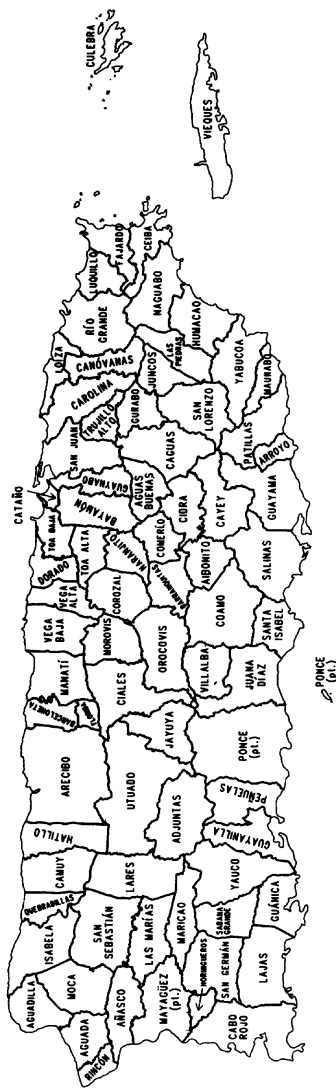 CULEBRA
VIEQUES
LUQUILLO
FAJARDO
CEIBA
RÍO
GRANDE
NAGUABO
LOÍZA
CANÓVANAS
LAS
PIEDRAS
HUMACAO
CAROLINA
JUNCOS
YABUCOA
MAUNABO
TRUJILLO
ALTO
GURABO
SAN
LORENZO
SAN JUAN
CAGUAS
PATILLAS
ARROYO
CATAÑO
GUAYNABO
AGUAS
BUENAS
BAYAMÓN
CIDRA
CAYEY
GUAYAMA
TOA BAJA
COMERÍO
TOA ALTA
NARANJITO
AIBONITO
SALINAS
DORADO
BARRANQUITAS
VEGA
ALTA
COROZAL
COAMO
VEGA
BAJA
MOROVIS
OROCOVIS
SANTA
ISABEL
MANATÍ
CIALES
VILLALBA
JUANA
DÍAZ
BARCELONETA
FLORIDA
JAYUYA
PONCE
(pt.)
PONCE
(pt.)
ARECIBO
UTUADO
ADJUNTAS
PEÑUELAS
HATILLO
GUAYANILLA
CAMUY
LARES
YAUCO
QUEBRADILLAS
MARICAO
SABANA
GRANDE
GUÁNICA
ISABELA
SAN
SEBASTIÁN
LAS MARÍAS
HORMIGUEROS
SAN GERMÁN
LAJAS
AGUADILLA
MOCA
AÑASCO
MAYAGÜEZ
(pt.)
CABO
ROJO
AGUADA
RINCÓN